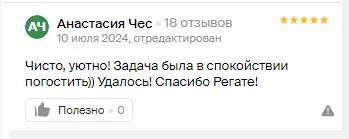 АЧ
Анастасия Чес • 18 отзывов
10 июля 2024, отредактирован
Чисто, уютно! Задача была в спокойствии
погостить)) Удалось! Спасибо Регате!
Полезно • 0